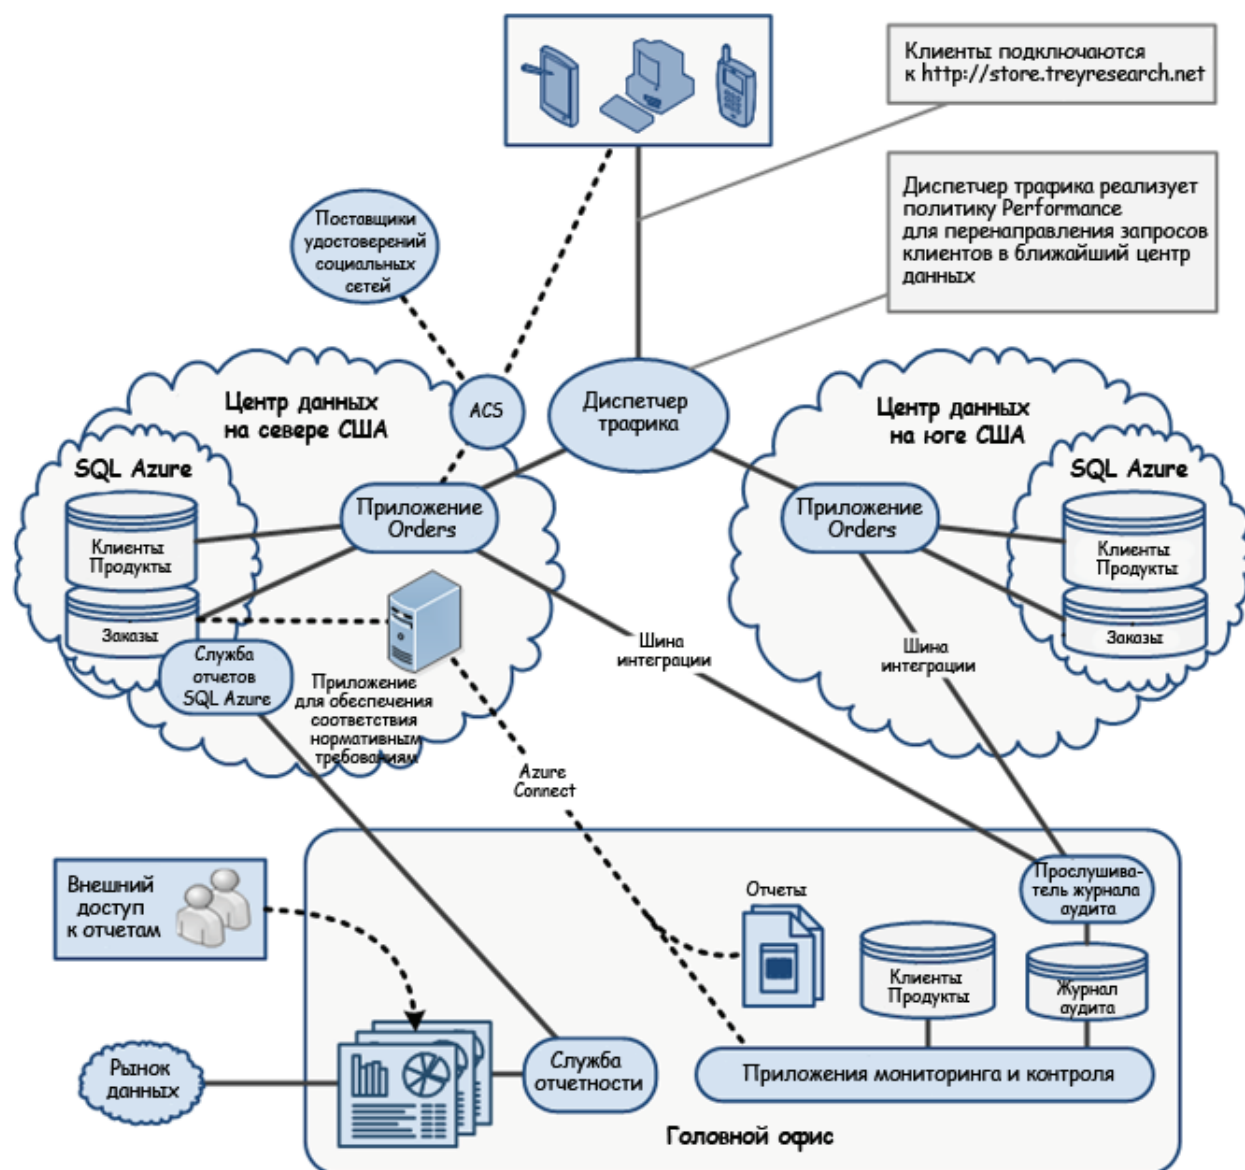 Клиенты подключаются
к http://store.treyresearch.net
Диспетчер трафика реализует
политику Performance
для перенаправления запросов
клиентов в ближайший центр
данных
Поставщики
удостоверений
социальных
сетей
ACS
Диспетчер
трафика
Центр данных
на севере США
SQL Azure
Клиенты
Продукты
Заказы
Приложение
Orders
Служба
отчетов
SQL Azure
Приложение
для обеспечения
соответствия
нормативным
требованиям
Центр данных
на юге США
SQL Azure
Приложение
Orders
Клиенты
Продукты
Заказы
Шина
интеграции
Шина
интеграции
Azure
Connect
Внешний
доступ
к отчетам
Отчеты
Прослушива-
тель журнала
аудита
Клиенты
Продукты
Журнал
аудита
Рынок
данных
Служба
отчетности
Приложения мониторинга и контроля
Головной офис